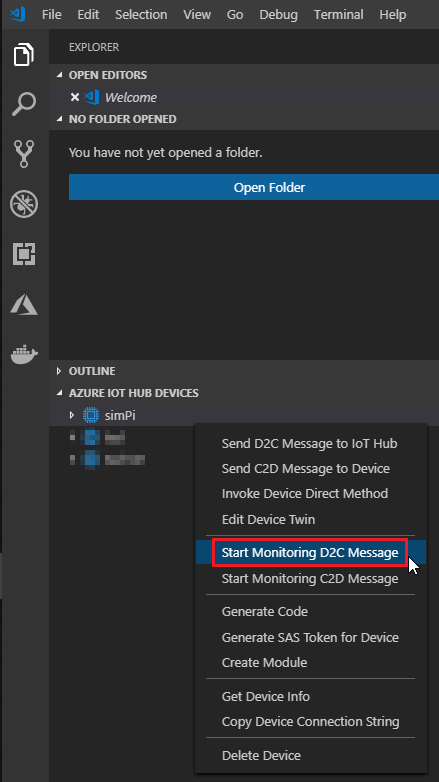 File Edit Selection View Go Debug Terminal Help
EXPLORER
OPEN EDITORS
Welcome
NO FOLDER OPENED
You have not yet opened a folder.
Open Folder
OUTLINE
AZURE IOT HUB DEVICES
simPi
Send D2C Message to IoT Hub
Send C2D Message to Device
Invoke Device Direct Method
Edit Device Twin
Start Monitoring D2C Message
Start Monitoring C2D Message
Generate Code
Generate SAS Token for Device
Create Module
Get Device Info
Copy Device Connection String
Delete Device